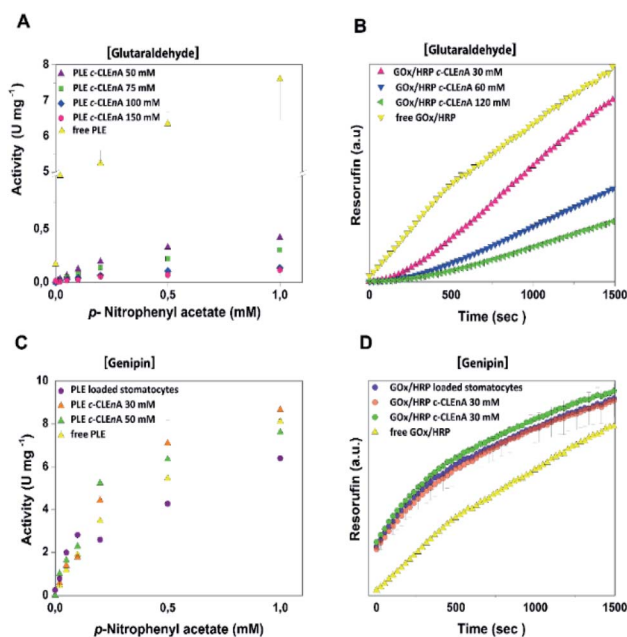 A
[Glutaraldehyde]
Activity (U mg⁻¹)
8
7
6
5
0,5
0,0
PLE c-CLEnA 50 mM
PLE c-CLEnA 75 mM
PLE c-CLEnA 100 mM
PLE c-CLEnA 150 mM
free PLE
0,0
0,5
1,0
p- Nitrophenyl acetate (mM)
B
[Glutaraldehyde]
Resorufin (a.u)
GOx/HRP c-CLEnA 30 mM
GOx/HRP c-CLEnA 60 mM
GOx/HRP c-CLEnA 120 mM
free GOx/HRP
0
500
1000
1500
Time (sec )
C
[Genipin]
Activity (U mg⁻¹)
10
8
6
4
2
0
PLE loaded stomatocytes
PLE c-CLEnA 30 mM
PLE c-CLEnA 50 mM
free PLE
0,0
0,5
1,0
p-Nitrophenyl acetate (mM)
D
[Genipin]
Resorufin (a.u.)
GOx/HRP loaded stomatocytes
GOx/HRP c-CLEnA 30 mM
GOx/HRP c-CLEnA 30 mM
free GOx/HRP
0
500
1000
1500
Time (sec)